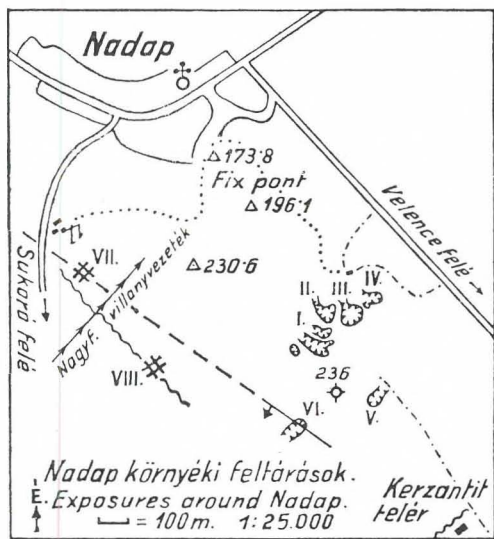 Nadap
173·8
Fix pont
196·1
Velence felé
230·6
Sukoró felé
VII.
Nagyf. villanyvezeték
VIII.
II.
III.
IV.
I.
236
VI.
V.
Nadap környéki feltárások.
É.
Exposures around Nadap.
= 100 m. 1:25.000
Kerzantit
telér